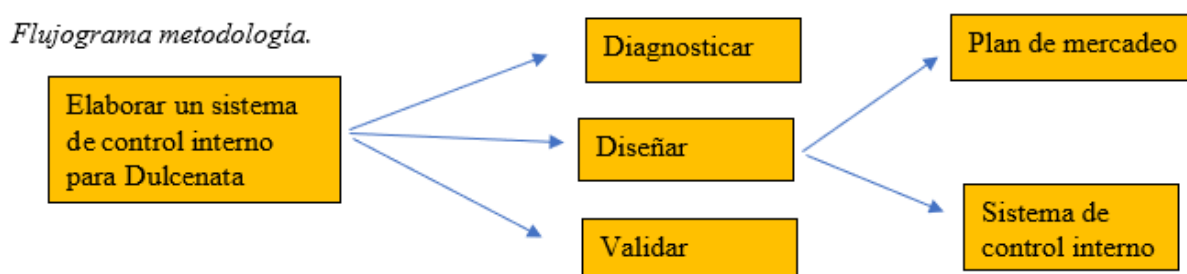 Flujograma metodología.
Elaborar un sistema
de control interno
para Dulcenata
Diagnosticar
Diseñar
Validar
Plan de mercadeo
Sistema de
control interno